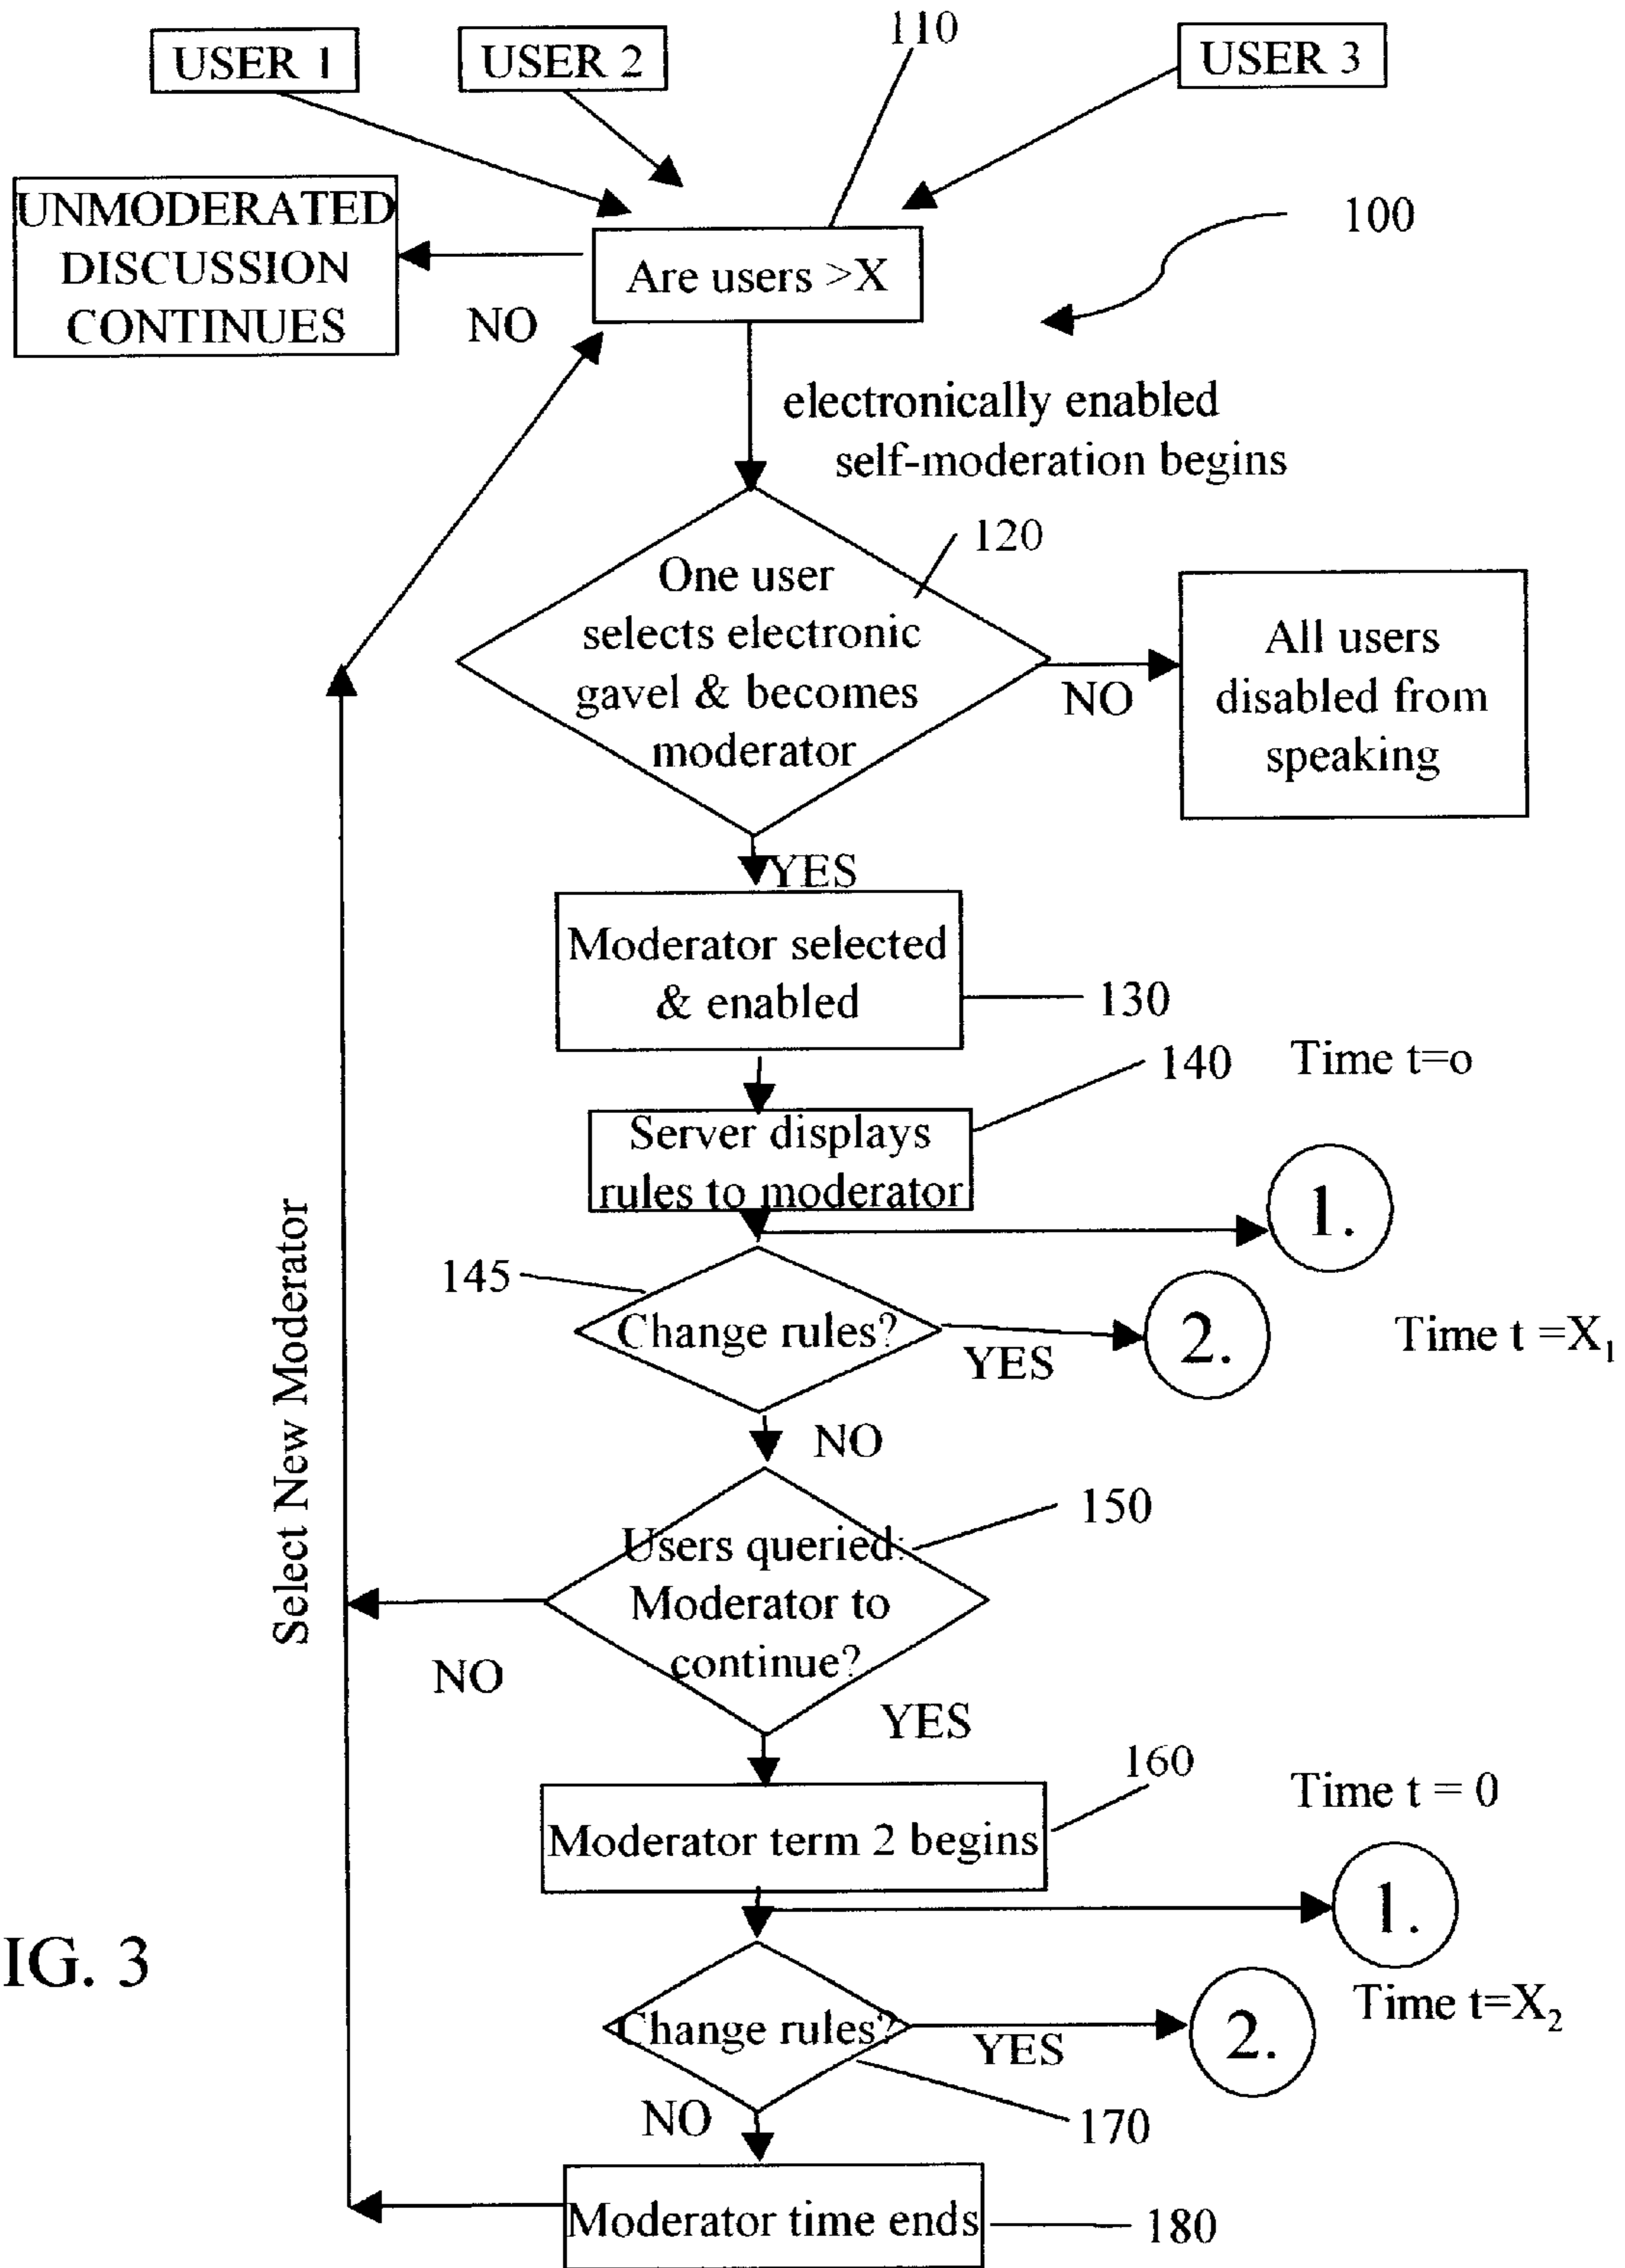 USER 1
USER 2
110
USER 3
UNMODERATED
DISCUSSION
CONTINUES
NO
Are users >X
100
electronically enabled
self-moderation begins
120
One user
selects electronic
gavel & becomes
moderator
NO
All users
disabled from
speaking
YES
Moderator selected
& enabled
130
140
Time t=o
Server displays
rules to moderator
1.
145
Change rules?
YES
2.
Time t =X₁
NO
Select New Moderator
150
Users queried:
Moderator to
continue?
NO
YES
160
Time t = 0
Moderator term 2 begins
1.
IG. 3
Change rules?
YES
2.
Time t=X₂
NO
170
Moderator time ends
180